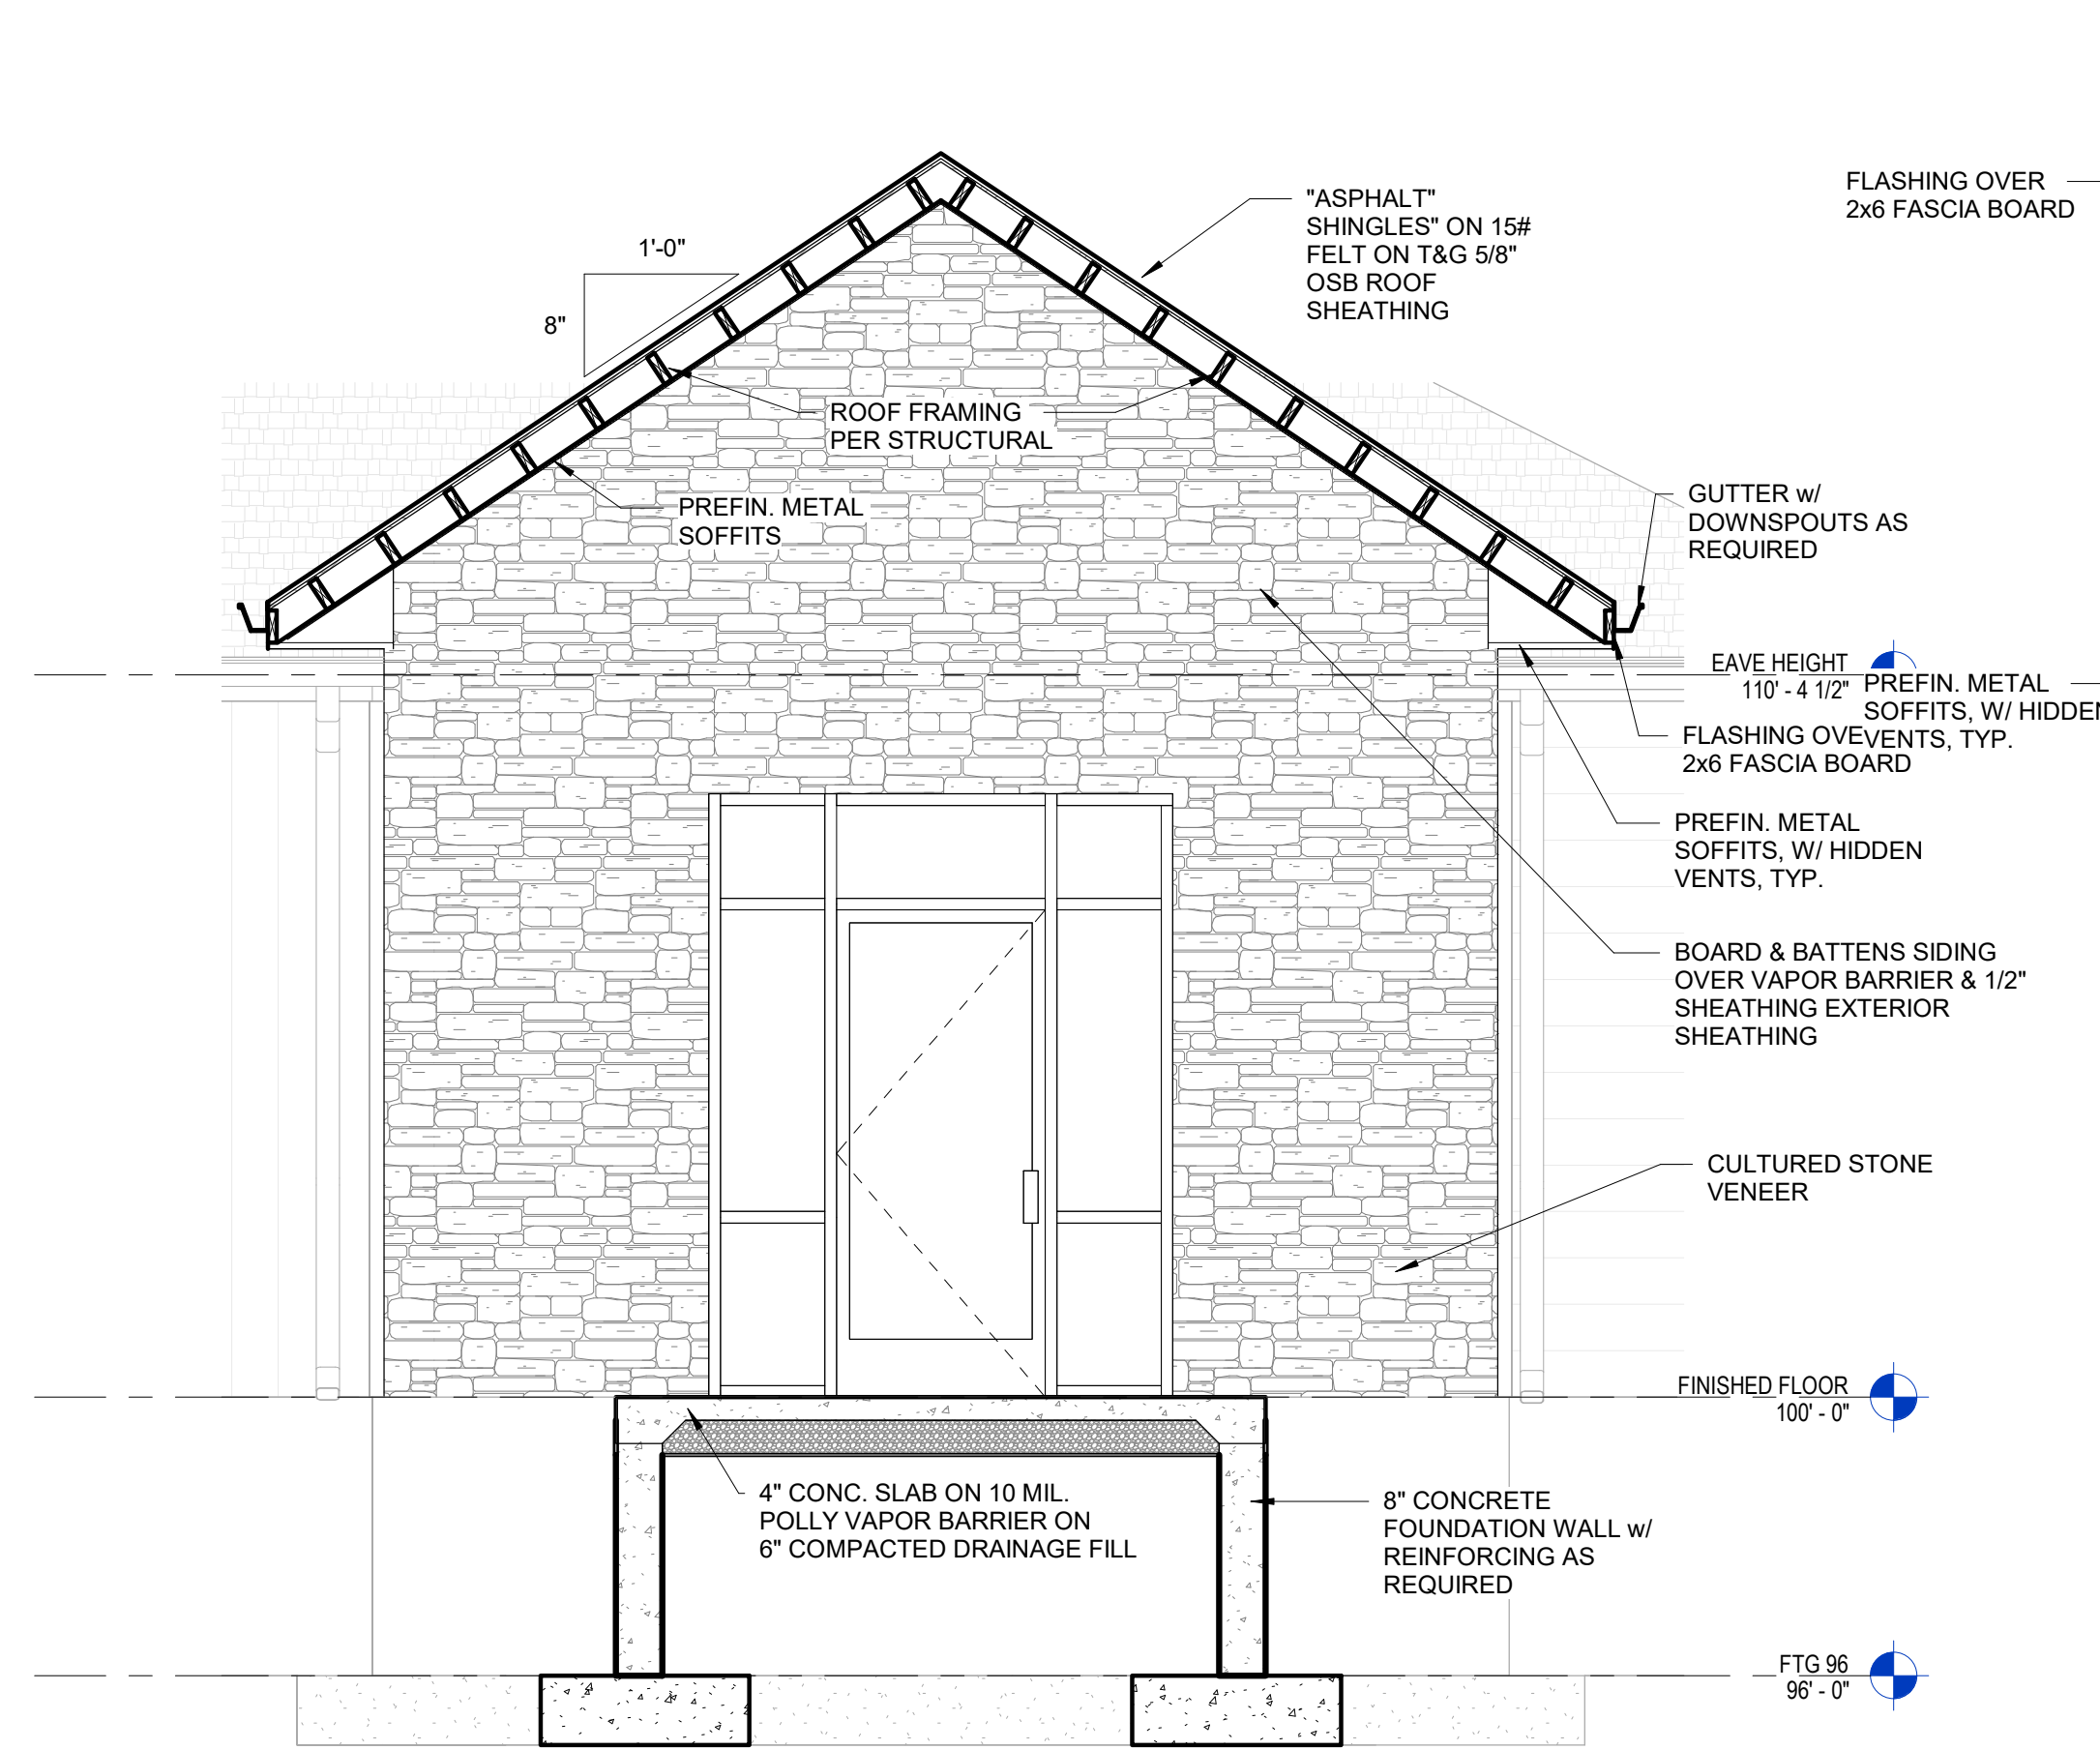 "ASPHALT"
SHINGLES" ON 15#
FELT ON T&G 5/8"
OSB ROOF
SHEATHING
FLASHING OVER
2x6 FASCIA BOARD
1'-0"
8"
ROOF FRAMING
PER STRUCTURAL
PREFIN. METAL
SOFFITS
GUTTER w/
DOWNSPOUTS AS
REQUIRED
EAVE HEIGHT
110' - 4 1/2"
PREFIN. METAL
SOFFITS, W/ HIDDEN
VENTS, TYP.
FLASHING OVE
2x6 FASCIA BOARD
PREFIN. METAL
SOFFITS, W/ HIDDEN
VENTS, TYP.
BOARD & BATTENS SIDING
OVER VAPOR BARRIER & 1/2"
SHEATHING EXTERIOR
SHEATHING
CULTURED STONE
VENEER
FINISHED FLOOR
100' - 0"
4" CONC. SLAB ON 10 MIL.
POLLY VAPOR BARRIER ON
6" COMPACTED DRAINAGE FILL
8" CONCRETE
FOUNDATION WALL w/
REINFORCING AS
REQUIRED
FTG 96
96' - 0"